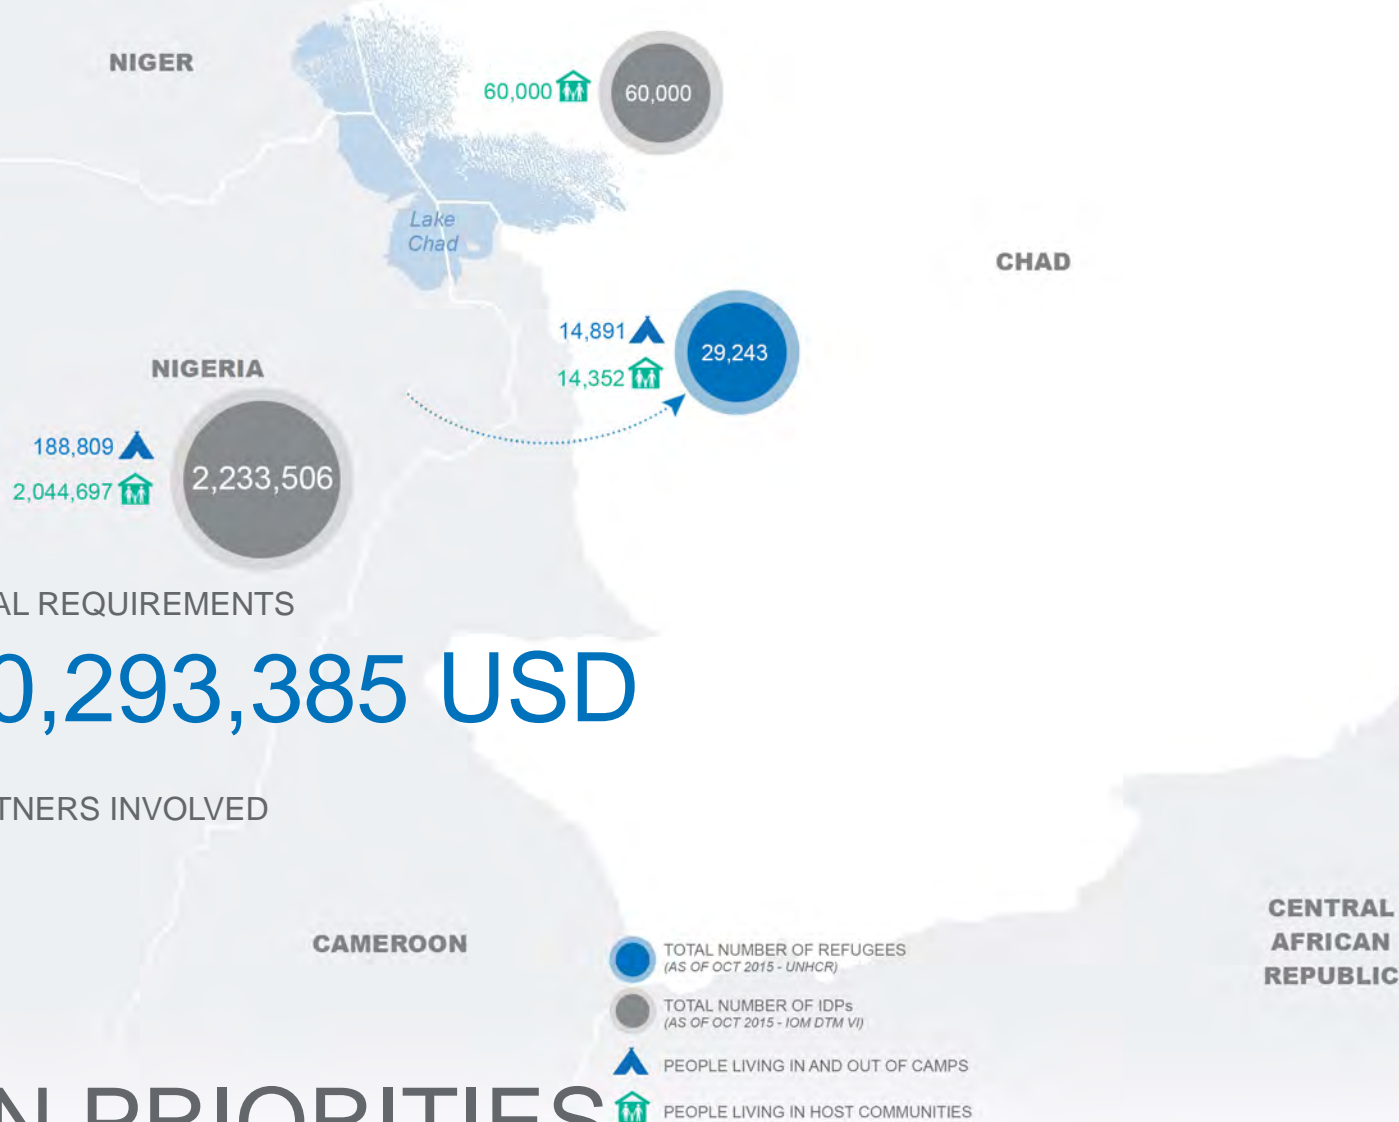 NIGER
60,000
60,000
Lake
Chad
CHAD
14,891
29,243
14,352
NIGERIA
188,809
2,233,506
2,044,697
AL REQUIREMENTS
0,293,385 USD
TNERS INVOLVED
CAMEROON
CENTRAL
AFRICAN
REPUBLIC
TOTAL NUMBER OF REFUGEES
(AS OF OCT 2015 - UNHCR)
TOTAL NUMBER OF IDPs
(AS OF OCT 2015 - IOM DTM VI)
PEOPLE LIVING IN AND OUT OF CAMPS
N PRIORITIES
PEOPLE LIVING IN HOST COMMUNITIES